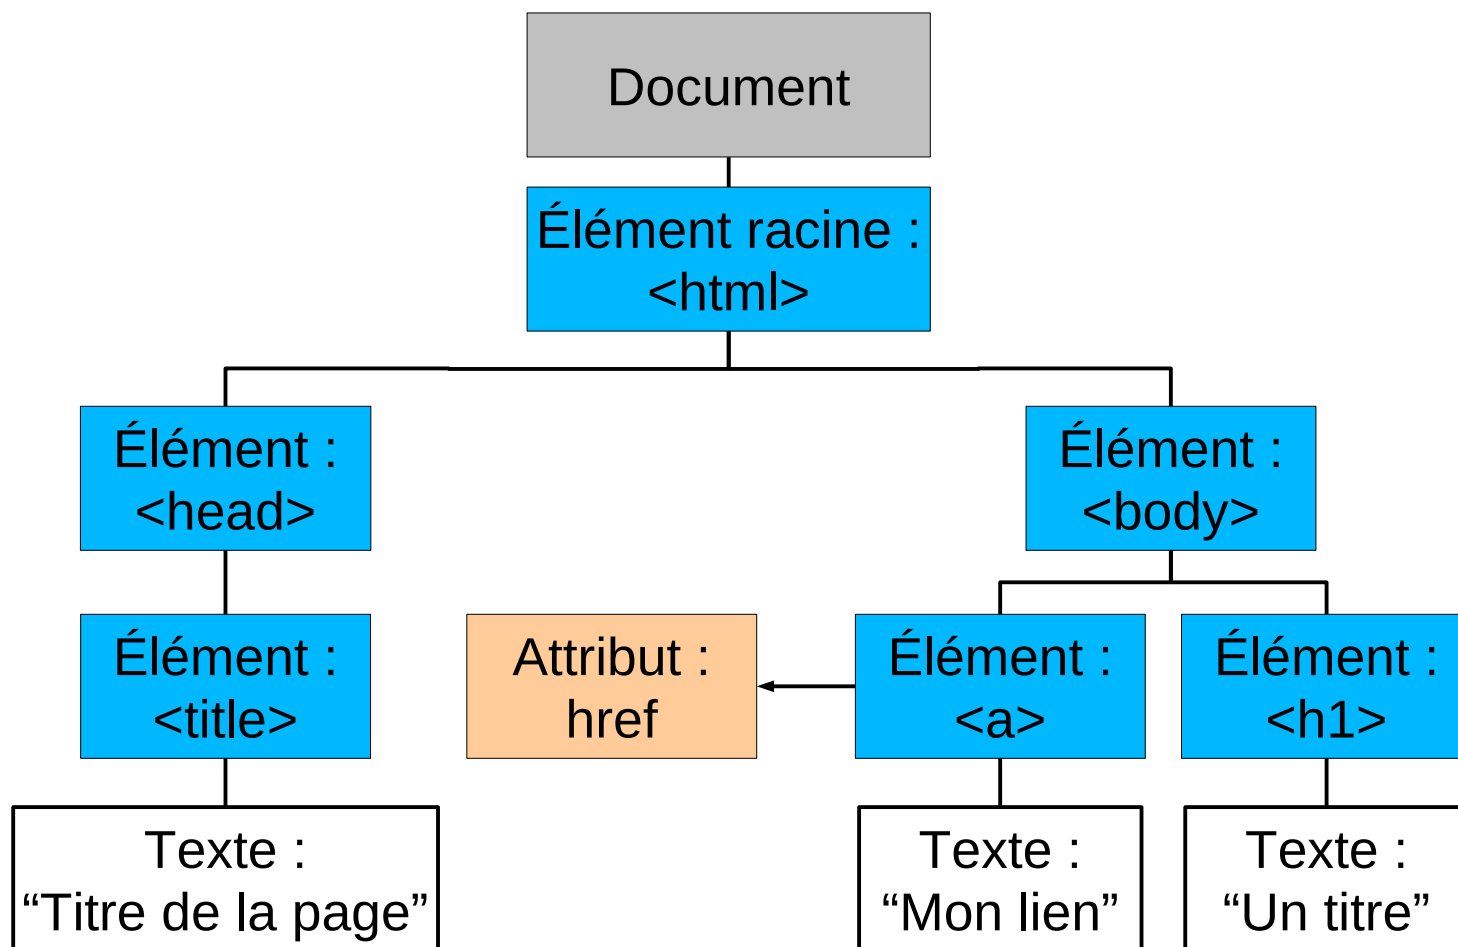 Document
Élément racine :
<html>
Élément :
<head>
Élément :
<body>
Élément :
<title>
Attribut :
href
Élément :
<a>
Élément :
<h1>
Texte :
“Titre de la page”
Texte :
“Mon lien”
Texte :
“Un titre”